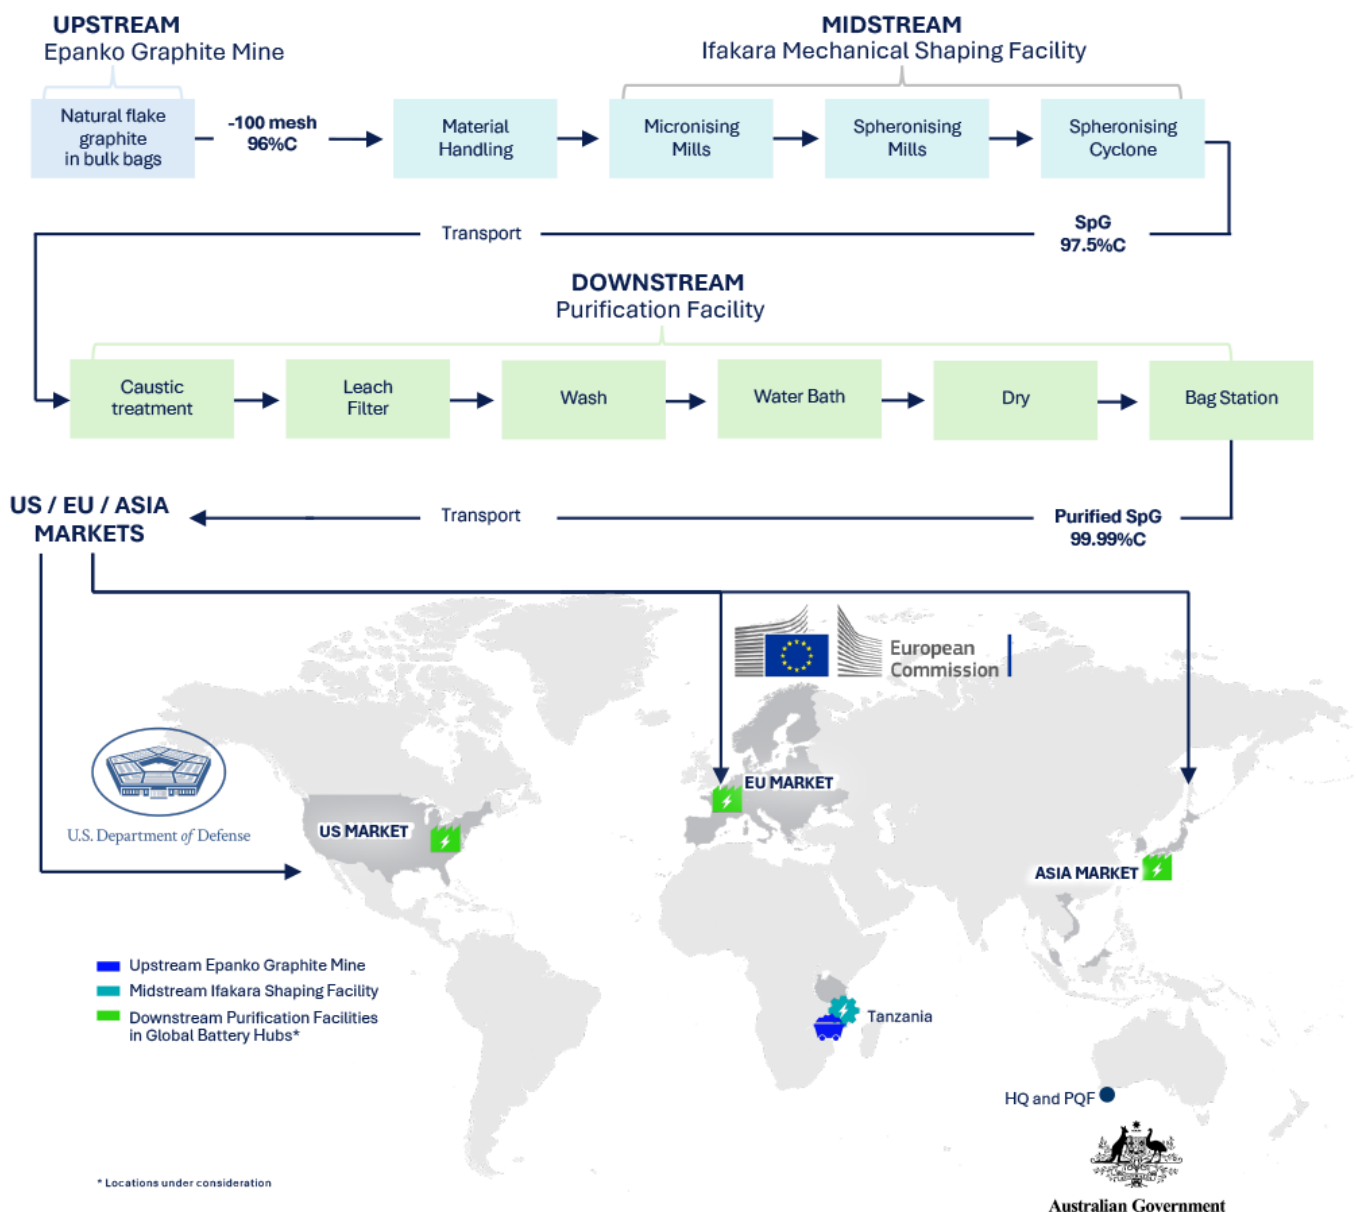 UPSTREAM
Epanko Graphite Mine
MIDSTREAM
Ifakara Mechanical Shaping Facility
Natural flake
graphite
in bulk bags
-100 mesh
96%C
Material
Handling
Micronising
Mills
Spheronising
Mills
Spheronising
Cyclone
Transport
SpG
97.5%C
DOWNSTREAM
Purification Facility
Caustic
treatment
Leach
Filter
Wash
Water Bath
Dry
Bag Station
US / EU / ASIA
MARKETS
Transport
Purified SpG
99.99%C
European
Commission
U.S. Department of Defense
US MARKET
EU MARKET
ASIA MARKET
Upstream Epanko Graphite Mine
Midstream Ifakara Shaping Facility
Downstream Purification Facilities
in Global Battery Hubs*
Tanzania
HQ and PQF
* Locations under consideration
Australian Government